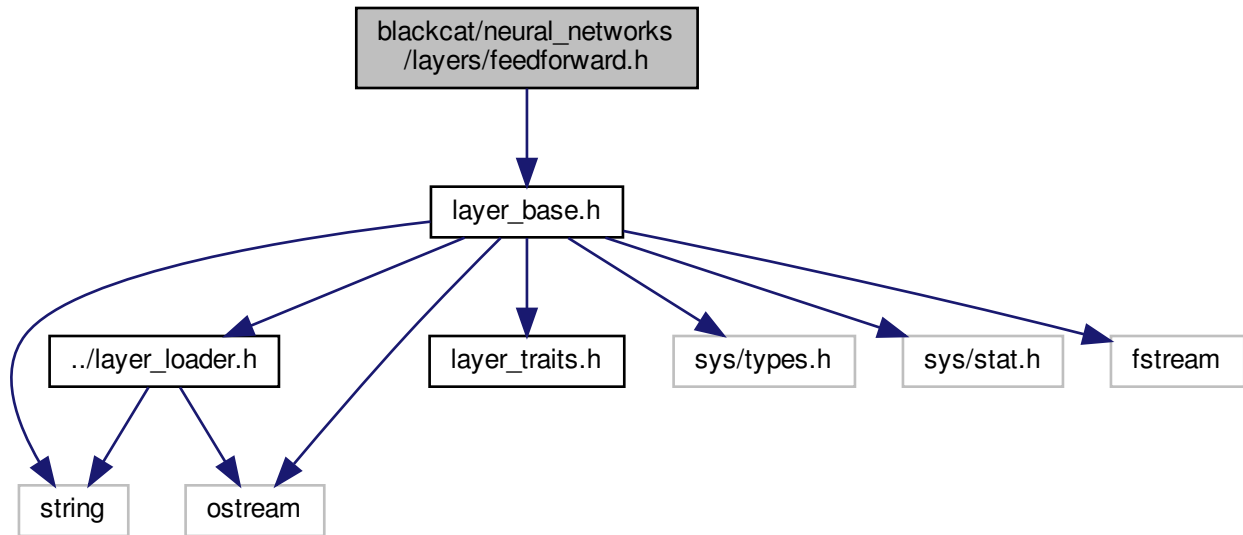 blackcat/neural_networks
/layers/feedforward.h
layer_base.h
../layer_loader.h
layer_traits.h
sys/types.h
sys/stat.h
fstream
string
ostream